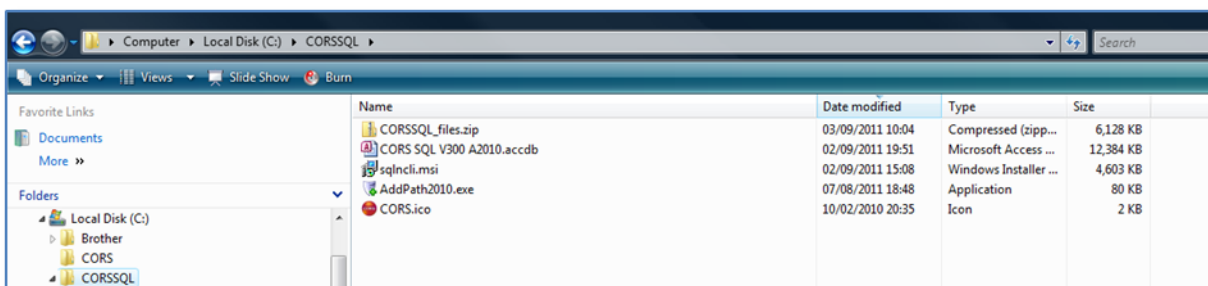 Computer Local Disk (C:) CORSSQL
Search
Organize Views Slide Show Burn
Favorite Links
Documents
More »
Folders
Local Disk (C:)
Brother
CORS
CORSSQL
Name Date modified Type Size
CORSSQL_files.zip 03/09/2011 10:04 Compressed (zipp... 6,128 KB
CORS SQL V300 A2010.accdb 02/09/2011 19:51 Microsoft Access ... 12,384 KB
sqlncli.msi 02/09/2011 15:08 Windows Installer ... 4,603 KB
AddPath2010.exe 07/08/2011 18:48 Application 80 KB
CORS.ico 10/02/2010 20:35 Icon 2 KB